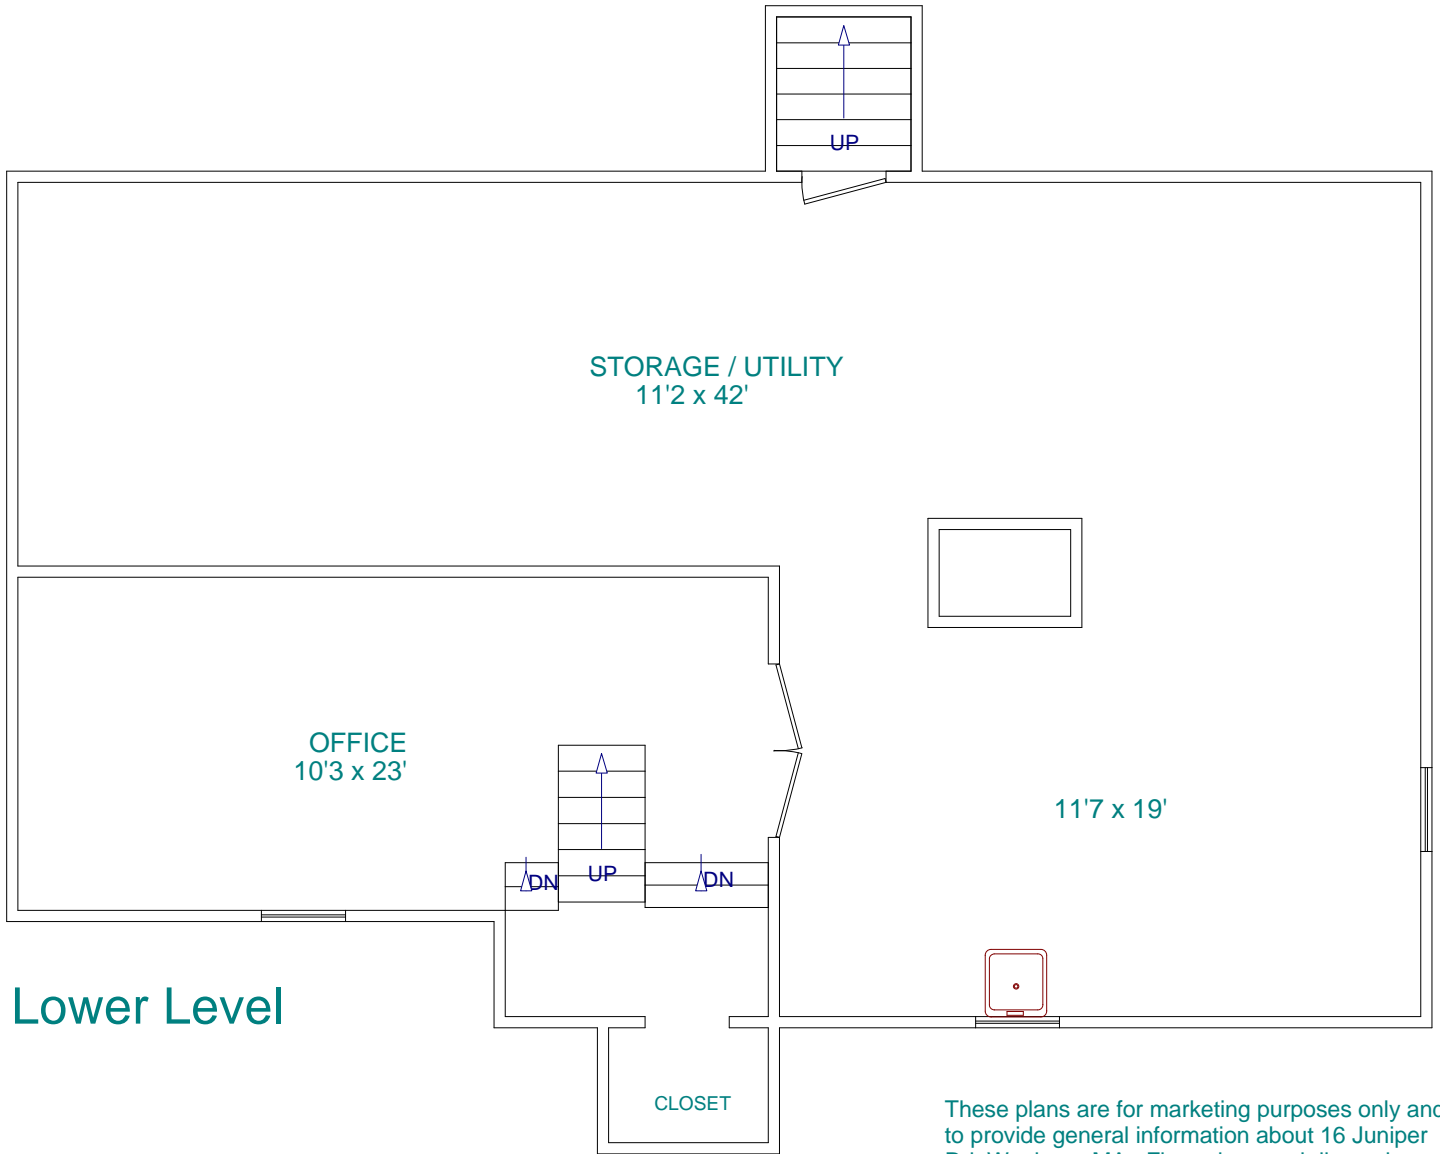 UP
STORAGE / UTILITY
11'2 x 42'
OFFICE
10'3 x 23'
11'7 x 19'
DN
UP
DN
Lower Level
CLOSET
These plans are for marketing purposes only and
to provide general information about 16 Juniper